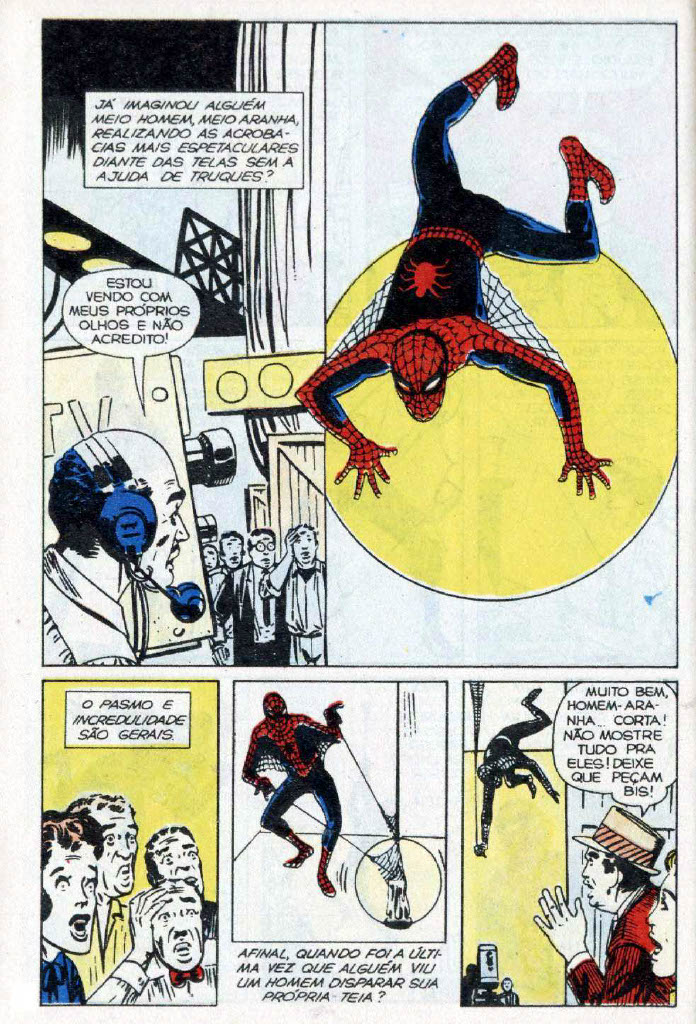 JÁ IMAGINOU ALGUÉM
MEIO HOMEM, MEIO ARANHA,
REALIZANDO AS ACROBA-
CIAS MAIS ESPETACULARES
DIANTE DAS TELAS SEM A
AJUDA DE TRUQUES?
ESTOU
VENDO COM
MEUS PRÓPRIOS
OLHOS E NÃO
ACREDITO!
TV
O PASMO E
INCREDULIDADE
SÃO GERAIS.
AFINAL, QUANDO FOI A ÚLTI-
MA VEZ QUE ALGUÉM VIU
UM HOMEM DISPARAR SUA
PRÓPRIA TEIA?
MUITO BEM,
HOMEM-ARA-
NHA... CORTA!
NÃO MOSTRE
TUDO PRA
ELES! DEIXE
QUE PEÇAM
BIS!